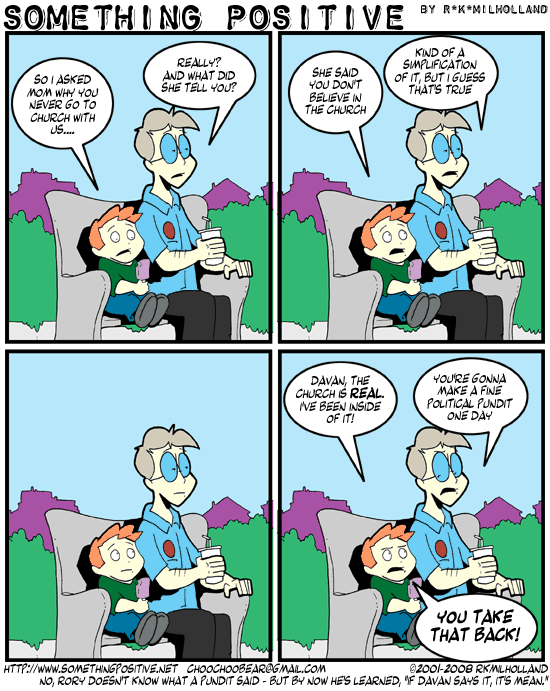 SOMETHING POSITIVE BY R*K*MILHOLLAND
SO I ASKED
MOM WHY YOU
NEVER GO TO
CHURCH WITH
US....
REALLY?
AND WHAT DID
SHE TELL YOU?
SHE SAID
YOU DON'T
BELIEVE IN
THE CHURCH
KIND OF A
SIMPLIFICATION
OF IT, BUT I GUESS
THAT'S TRUE
DAVAN, THE
CHURCH IS REAL.
I'VE BEEN INSIDE
OF IT!
YOU'RE GONNA
MAKE A FINE
POLITICAL PUNDIT
ONE DAY
YOU TAKE
THAT BACK!
HTTP://WWW.SOMETHINGPOSITIVE.NET CHOOCHOOBEAR@GMAIL.COM ©2001-2008 RKMILHOLLAND
NO, RORY DOESN'T KNOW WHAT A PUNDIT SAID - BUT BY NOW HE'S LEARNED, "IF DAVAN SAYS IT, IT'S MEAN."